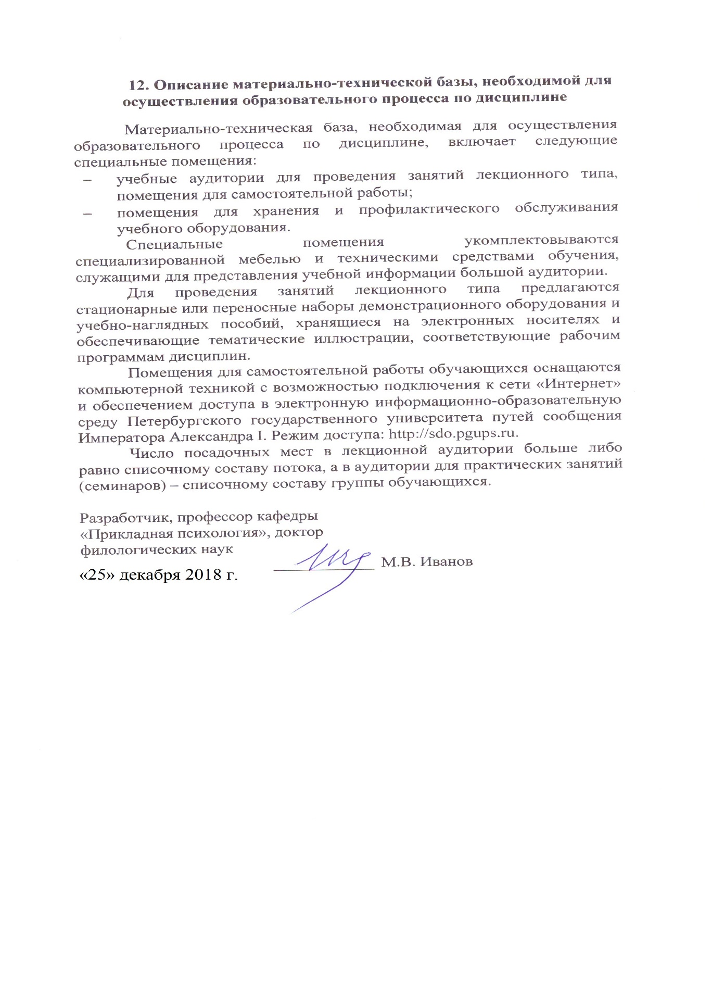 12. Описание материально-технической базы, необходимой для
осуществления образовательного процесса по дисциплине
Материально-техническая база, необходимая для осуществления
образовательного процесса по дисциплине, включает следующие
специальные помещения:
– учебные аудитории для проведения занятий лекционного типа,
помещения для самостоятельной работы;
– помещения для хранения и профилактического обслуживания
учебного оборудования.
Специальные помещения укомплектовываются
специализированной мебелью и техническими средствами обучения,
служащими для представления учебной информации большой аудитории.
Для проведения занятий лекционного типа предлагаются
стационарные или переносные наборы демонстрационного оборудования и
учебно-наглядных пособий, хранящиеся на электронных носителях и
обеспечивающие тематические иллюстрации, соответствующие рабочим
программам дисциплин.
Помещения для самостоятельной работы обучающихся оснащаются
компьютерной техникой с возможностью подключения к сети «Интернет»
и обеспечением доступа в электронную информационно-образовательную
среду Петербургского государственного университета путей сообщения
Императора Александра I. Режим доступа: http://sdo.pgups.ru.
Число посадочных мест в лекционной аудитории больше либо
равно списочному составу потока, а в аудитории для практических занятий
(семинаров) – списочному составу группы обучающихся.
Разработчик, профессор кафедры
«Прикладная психология», доктор
филологических наук
М.В. Иванов
«25» декабря 2018 г.